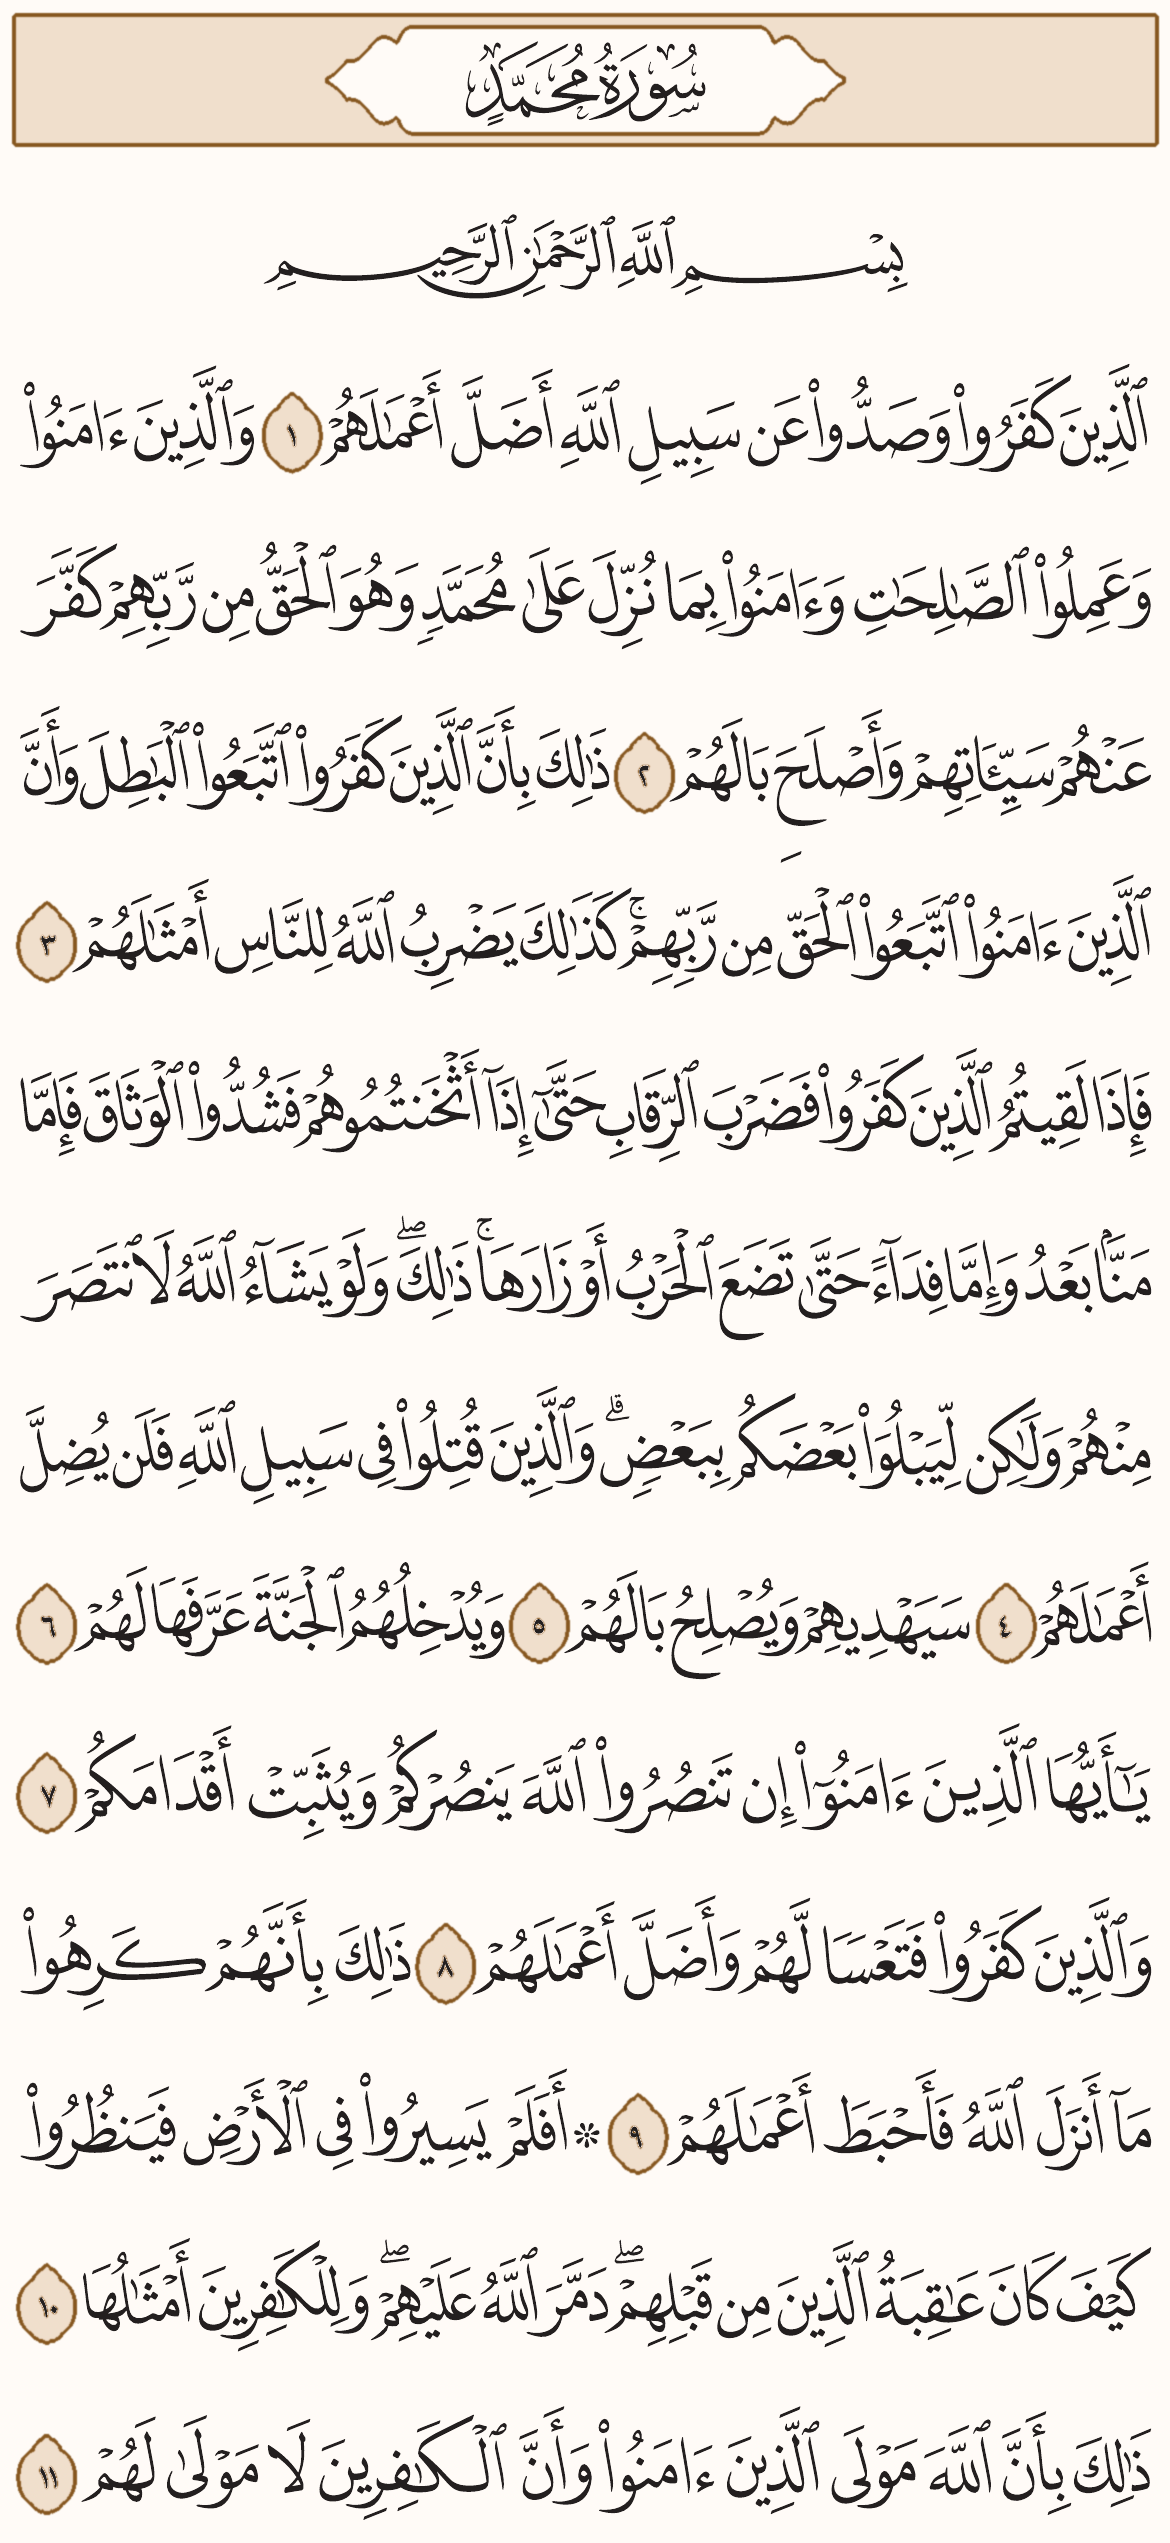 سُورَةُ مُحَمَّدٍ
بِسْمِ ٱللَّهِ ٱلرَّحْمَٰنِ ٱلرَّحِيمِ
ٱلَّذِينَ كَفَرُوا۟ وَصَدُّوا۟ عَن سَبِيلِ ٱللَّهِ أَضَلَّ أَعْمَٰلَهُمْ ١ وَٱلَّذِينَ ءَامَنُوا۟
وَعَمِلُوا۟ ٱلصَّٰلِحَٰتِ وَءَامَنُوا۟ بِمَا نُزِّلَ عَلَىٰ مُحَمَّدٍ وَهُوَ ٱلْحَقُّ مِن رَّبِّهِمْ كَفَّرَ
عَنْهُمْ سَيِّـَٔاتِهِمْ وَأَصْلَحَ بَالَهُمْ ٢ ذَٰلِكَ بِأَنَّ ٱلَّذِينَ كَفَرُوا۟ ٱتَّبَعُوا۟ ٱلْبَٰطِلَ وَأَنَّ
ٱلَّذِينَ ءَامَنُوا۟ ٱتَّبَعُوا۟ ٱلْحَقَّ مِن رَّبِّهِمْ ۚ كَذَٰلِكَ يَضْرِبُ ٱللَّهُ لِلنَّاسِ أَمْثَٰلَهُمْ ٣
فَإِذَا لَقِيتُمُ ٱلَّذِينَ كَفَرُوا۟ فَضَرْبَ ٱلرِّقَابِ حَتَّىٰٓ إِذَآ أَثْخَنتُمُوهُمْ فَشُدُّوا۟ ٱلْوَثَاقَ فَإِمَّا
مَنَّۢا بَعْدُ وَإِمَّا فِدَآءً حَتَّىٰ تَضَعَ ٱلْحَرْبُ أَوْزَارَهَا ۚ ذَٰلِكَ ۖ وَلَوْ يَشَآءُ ٱللَّهُ لَٱنتَصَرَ
مِنْهُمْ وَلَٰكِن لِّيَبْلُوَا۟ بَعْضَكُم بِبَعْضٍ ۗ وَٱلَّذِينَ قُتِلُوا۟ فِى سَبِيلِ ٱللَّهِ فَلَن يُضِلَّ
أَعْمَٰلَهُمْ ٤ سَيَهْدِيهِمْ وَيُصْلِحُ بَالَهُمْ ٥ وَيُدْخِلُهُمُ ٱلْجَنَّةَ عَرَّفَهَا لَهُمْ ٦
يَٰٓأَيُّهَا ٱلَّذِينَ ءَامَنُوٓا۟ إِن تَنصُرُوا۟ ٱللَّهَ يَنصُرْكُمْ وَيُثَبِّتْ أَقْدَامَكُمْ ٧
وَٱلَّذِينَ كَفَرُوا۟ فَتَعْسًا لَّهُمْ وَأَضَلَّ أَعْمَٰلَهُمْ ٨ ذَٰلِكَ بِأَنَّهُمْ كَرِهُوا۟
مَآ أَنزَلَ ٱللَّهُ فَأَحْبَطَ أَعْمَٰلَهُمْ ٩ ۞ أَفَلَمْ يَسِيرُوا۟ فِى ٱلْأَرْضِ فَيَنظُرُوا۟
كَيْفَ كَانَ عَٰقِبَةُ ٱلَّذِينَ مِن قَبْلِهِمْ ۖ دَمَّرَ ٱللَّهُ عَلَيْهِمْ ۖ وَلِلْكَٰفِرِينَ أَمْثَٰلُهَا ١٠
ذَٰلِكَ بِأَنَّ ٱللَّهَ مَوْلَى ٱلَّذِينَ ءَامَنُوا۟ وَأَنَّ ٱلْكَٰفِرِينَ لَا مَوْلَىٰ لَهُمْ ١١